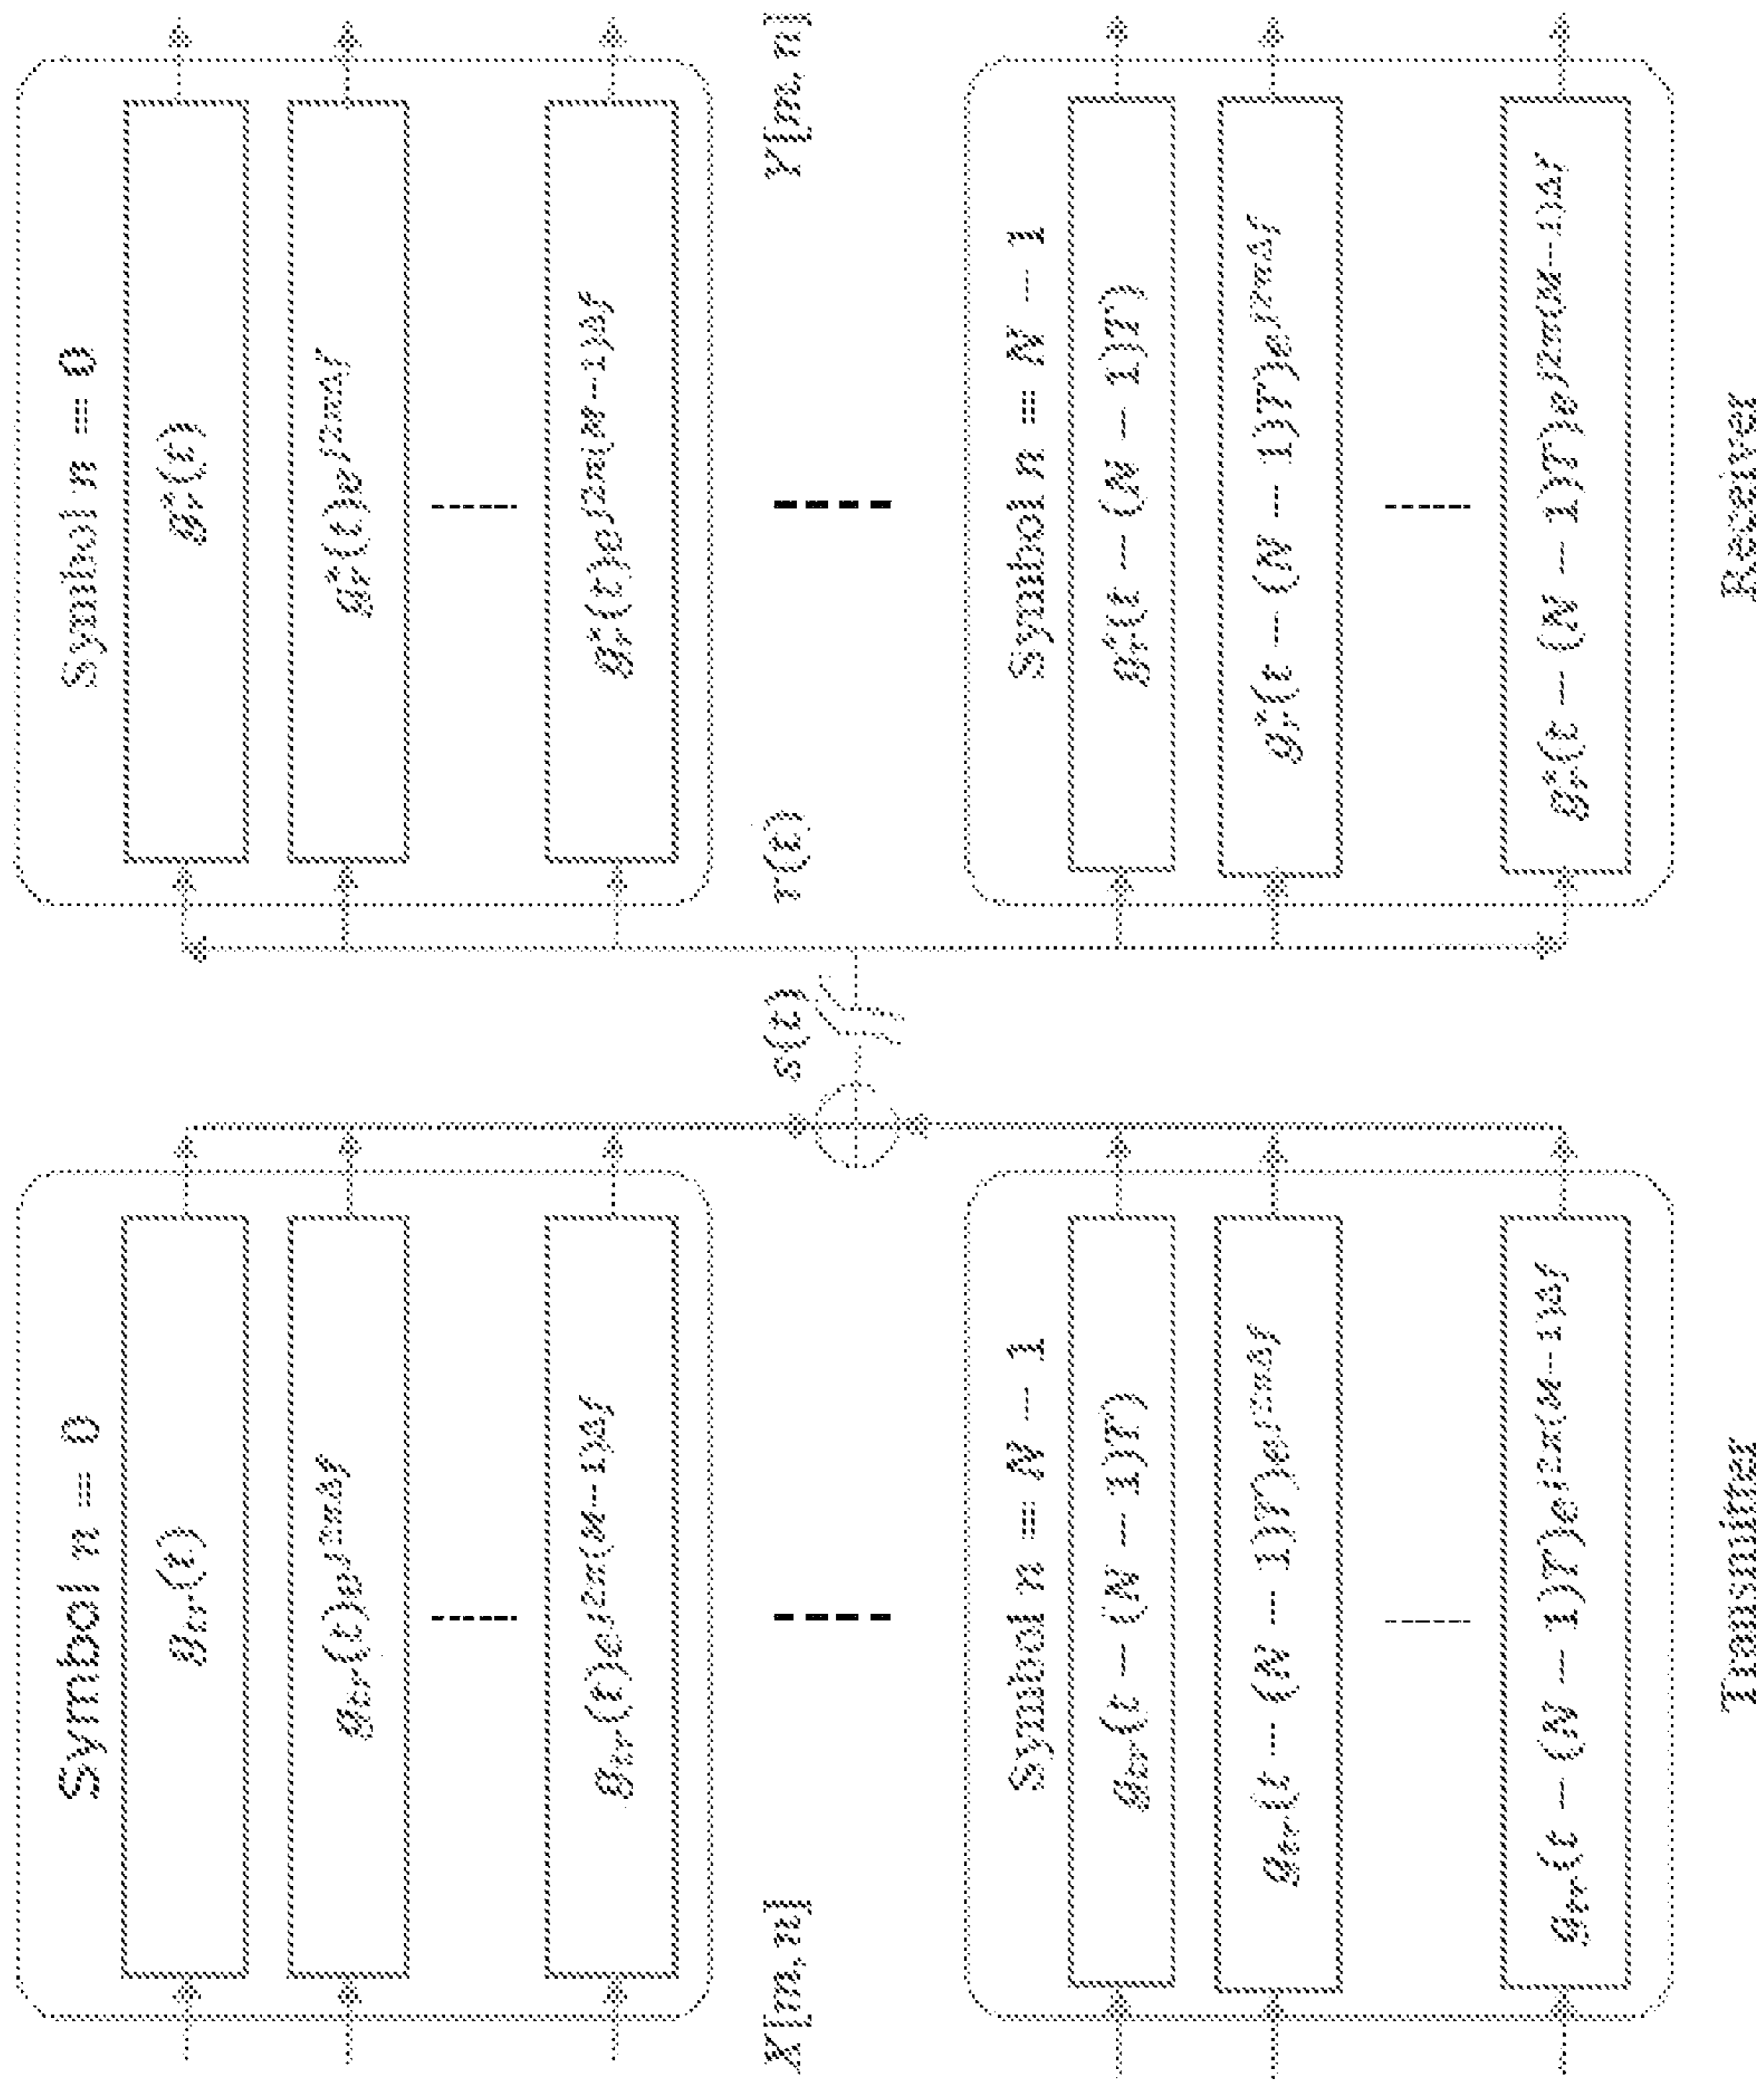 Symbol n = 0
g_tr(t)
g_tr(t)e^{j2πΔf}
g_tr(t)e^{j2π(M-1)Δf}
X[m,n]
Symbol n = N - 1
g_tr(t - (N - 1)T)
g_tr(t - (N - 1)T)e^{j2πΔf}
g_tr(t - (N - 1)T)e^{j2π(M-1)Δf}
Transmitter
s(t)
r(t)
Symbol n = 0
g_r^*(t)
g_r^*(t)e^{j2πΔf}
g_r^*(t)e^{j2π(M-1)Δf}
Y[m,n]
Symbol n = N - 1
g_r^*(t - (N - 1)T)
g_r^*(t - (N - 1)T)e^{j2πΔf}
g_r^*(t - (N - 1)T)e^{j2π(M-1)Δf}
Receiver